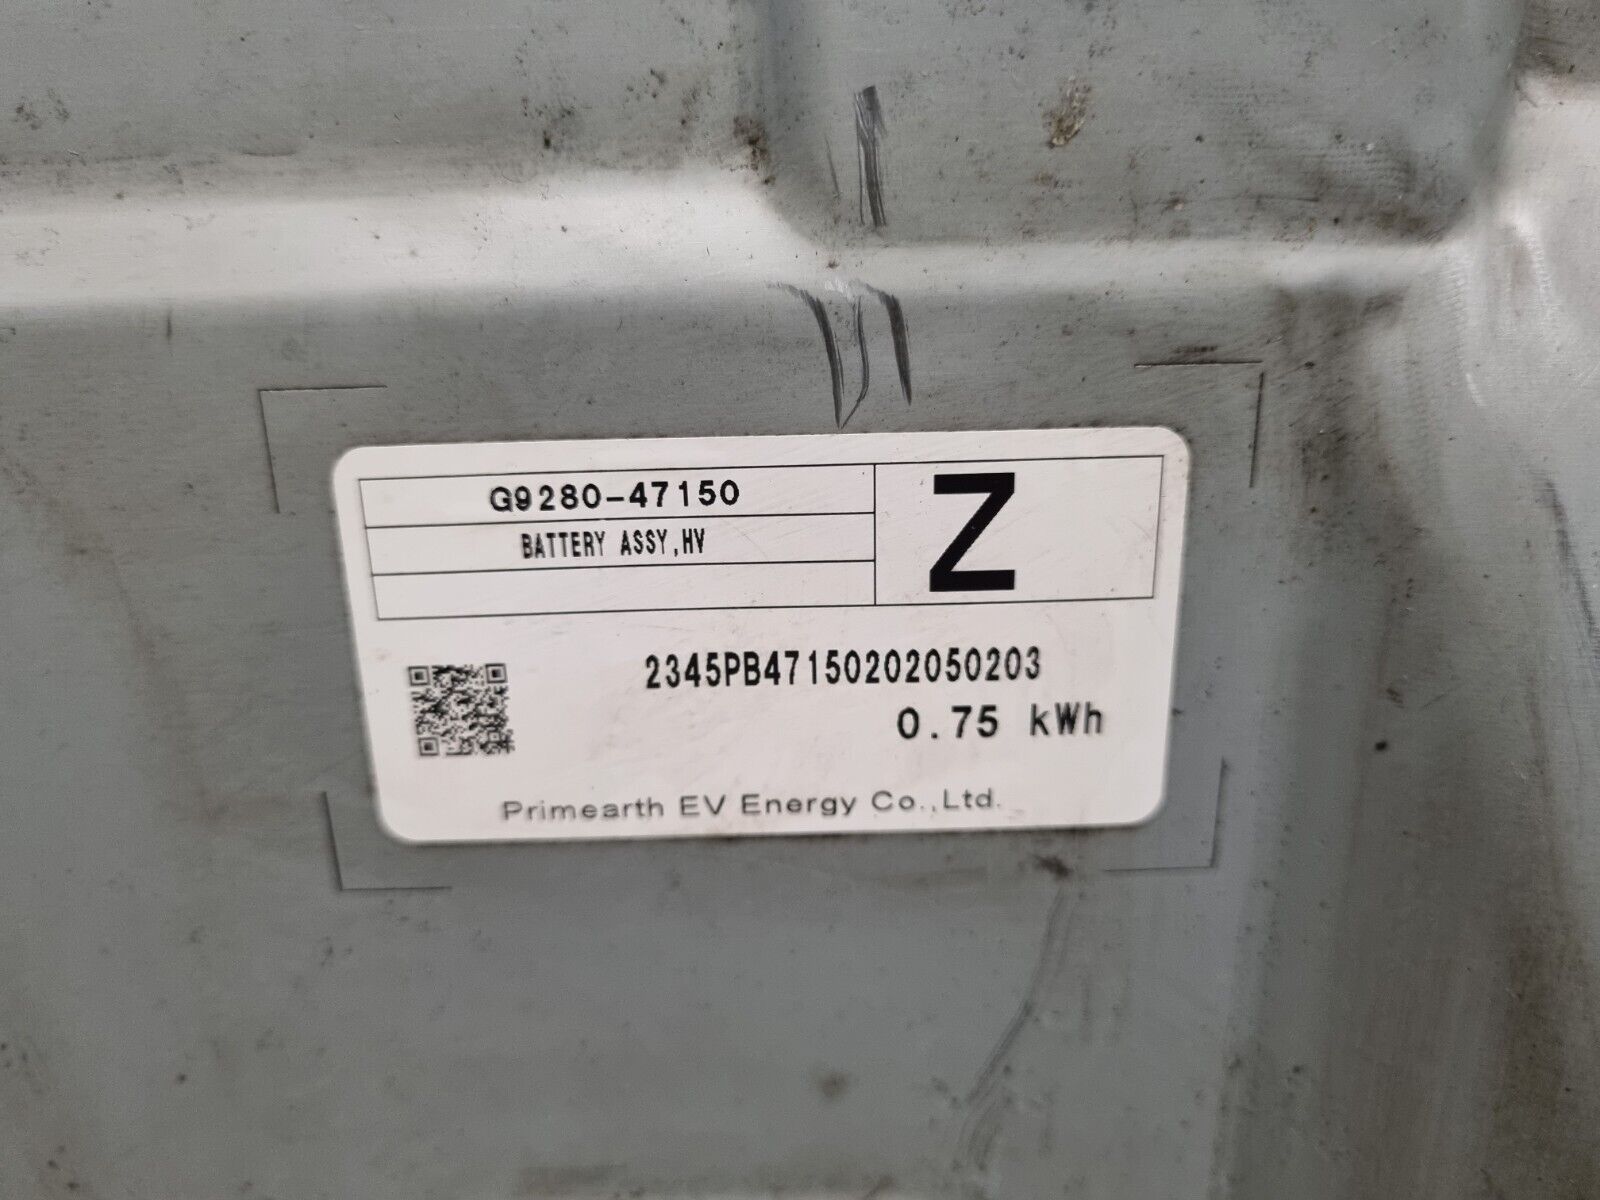 G9280-47150
BATTERY ASSY,HV
Z
2345PB47150202050203
0.75 kWh
Primearth EV Energy Co.,Ltd.